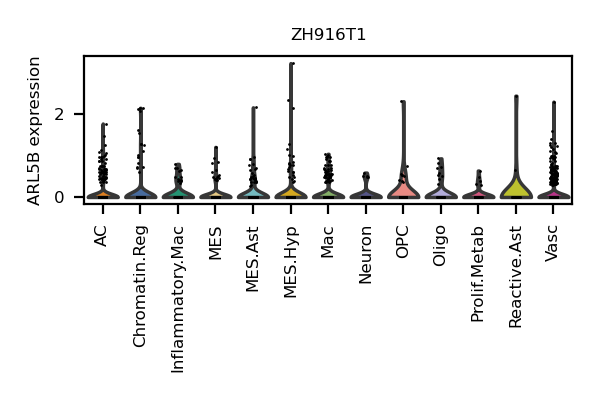 ZH916T1
ARL5B expression
2
0
AC
Chromatin.Reg
Inflammatory.Mac
MES
MES.Ast
MES.Hyp
Mac
Neuron
OPC
Oligo
Prolif.Metab
Reactive.Ast
Vasc